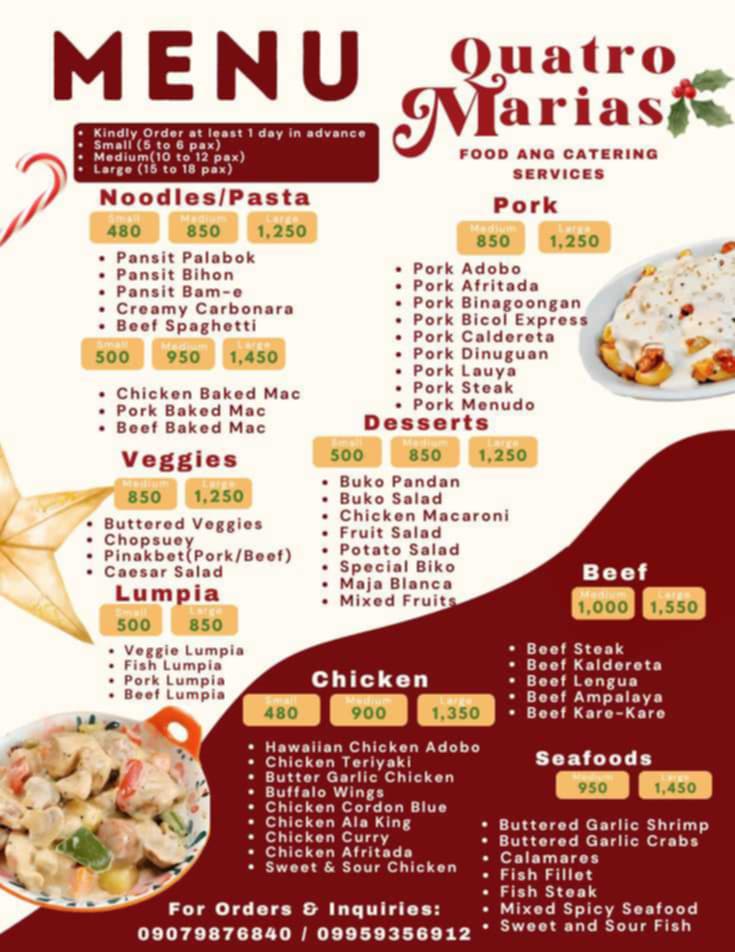 MENU
Quatro
Marias
FOOD ANG CATERING
SERVICES
• Kindly Order at least 1 day in advance
• Small (5 to 6 pax)
• Medium(10 to 12 pax)
• Large (15 to 18 pax)
Noodles/Pasta
Small Medium Large
480 850 1,250
• Pansit Palabok
• Pansit Bihon
• Pansit Bam-e
• Creamy Carbonara
• Beef Spaghetti
Small Medium Large
500 950 1,450
• Chicken Baked Mac
• Pork Baked Mac
• Beef Baked Mac
Veggies
Medium Large
850 1,250
• Buttered Veggies
• Chopsuey
• Pinakbet(Pork/Beef)
• Caesar Salad
Lumpia
Small Large
500 850
• Veggie Lumpia
• Fish Lumpia
• Pork Lumpia
• Beef Lumpia
Pork
Medium Large
850 1,250
• Pork Adobo
• Pork Afritada
• Pork Binagoongan
• Pork Bicol Express
• Pork Caldereta
• Pork Dinuguan
• Pork Lauya
• Pork Steak
• Pork Menudo
Desserts
Small Medium Large
500 850 1,250
• Buko Pandan
• Buko Salad
• Chicken Macaroni
• Fruit Salad
• Potato Salad
• Special Biko
• Maja Blanca
• Mixed Fruits
Chicken
Small Medium Large
480 900 1,350
• Hawaiian Chicken Adobo
• Chicken Teriyaki
• Butter Garlic Chicken
• Buffalo Wings
• Chicken Cordon Blue
• Chicken Ala King
• Chicken Curry
• Chicken Afritada
• Sweet & Sour Chicken
Beef
Medium Large
1,000 1,550
• Beef Steak
• Beef Kaldereta
• Beef Lengua
• Beef Ampalaya
• Beef Kare-Kare
Seafoods
Medium Large
950 1,450
• Buttered Garlic Shrimp
• Buttered Garlic Crabs
• Calamares
• Fish Fillet
• Fish Steak
• Mixed Spicy Seafood
• Sweet and Sour Fish
For Orders & Inquiries:
09079876840 / 09959356912